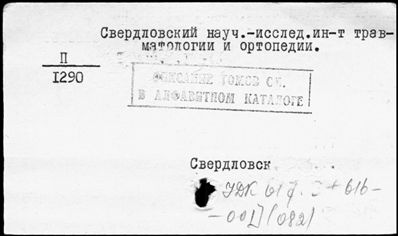 Свердловский науч.-исслед.ин-т трав-
матологии и ортопедии.
П
1290
ОПИСАНИЕ ТОМОВ СМ.
В АЛФАВИТНОМ КАТАЛОГЕ
Свердловск
УДК 617.3+616-
-001](082)